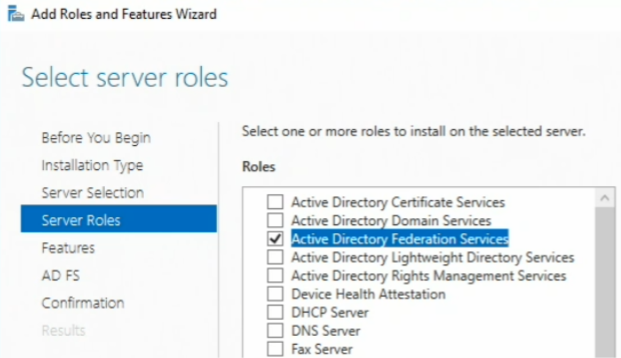 Add Roles and Features Wizard
Select server roles
Before You Begin
Installation Type
Server Selection
Server Roles
Features
AD FS
Confirmation
Results
Select one or more roles to install on the selected server.
Roles
Active Directory Certificate Services
Active Directory Domain Services
Active Directory Federation Services
Active Directory Lightweight Directory Services
Active Directory Rights Management Services
Device Health Attestation
DHCP Server
DNS Server
Fax Server